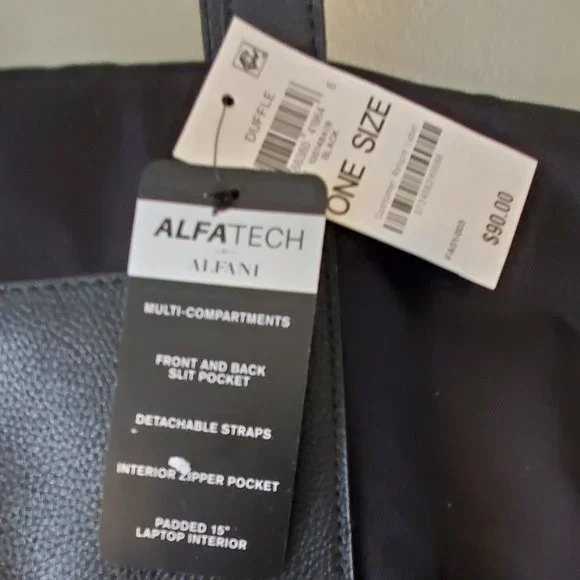 ALFATECH
ALFANI
MULTI-COMPARTMENTS
FRONT AND BACK
SLIT POCKET
DETACHABLE STRAPS
INTERIOR ZIPPER POCKET
PADDED 15"
LAPTOP INTERIOR
DUFFLE
BLACK
ONE SIZE
$90.00